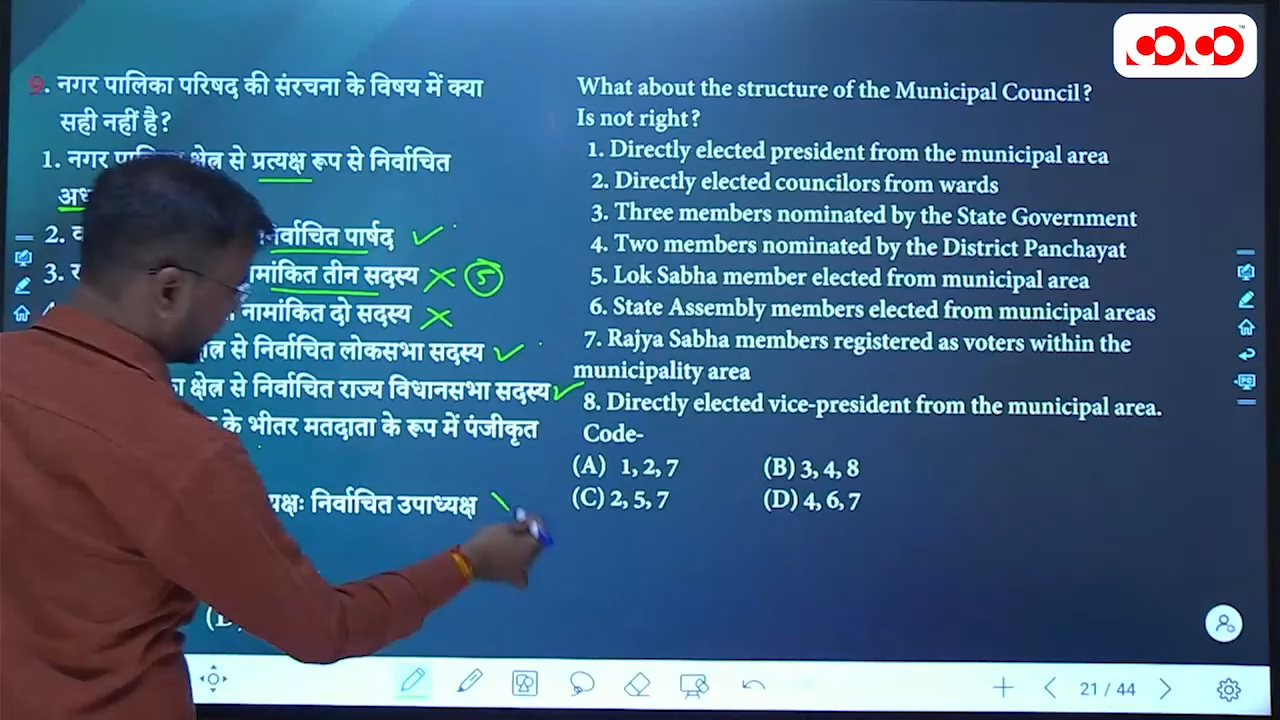 9. नगर पालिका परिषद की संरचना के विषय में क्या
सही नहीं है?
1. नगर क्षेत्र से प्रत्यक्ष रूप से निर्वाचित
2. निर्वाचित पार्षद
3. नामांकित तीन सदस्य 5
नामांकित दो सदस्य
से निर्वाचित लोकसभा सदस्य
क्षेत्र से निर्वाचित राज्य विधानसभा सदस्य
के भीतर मतदाता के रूप में पंजीकृत
निर्वाचित उपाध्यक्ष
What about the structure of the Municipal Council?
Is not right?
1. Directly elected president from the municipal area
2. Directly elected councilors from wards
3. Three members nominated by the State Government
4. Two members nominated by the District Panchayat
5. Lok Sabha member elected from municipal area
6. State Assembly members elected from municipal areas
7. Rajya Sabha members registered as voters within the
municipality area
8. Directly elected vice-president from the municipal area.
Code-
(A) 1, 2, 7 (B) 3, 4, 8
(C) 2, 5, 7 (D) 4, 6, 7
21 / 44